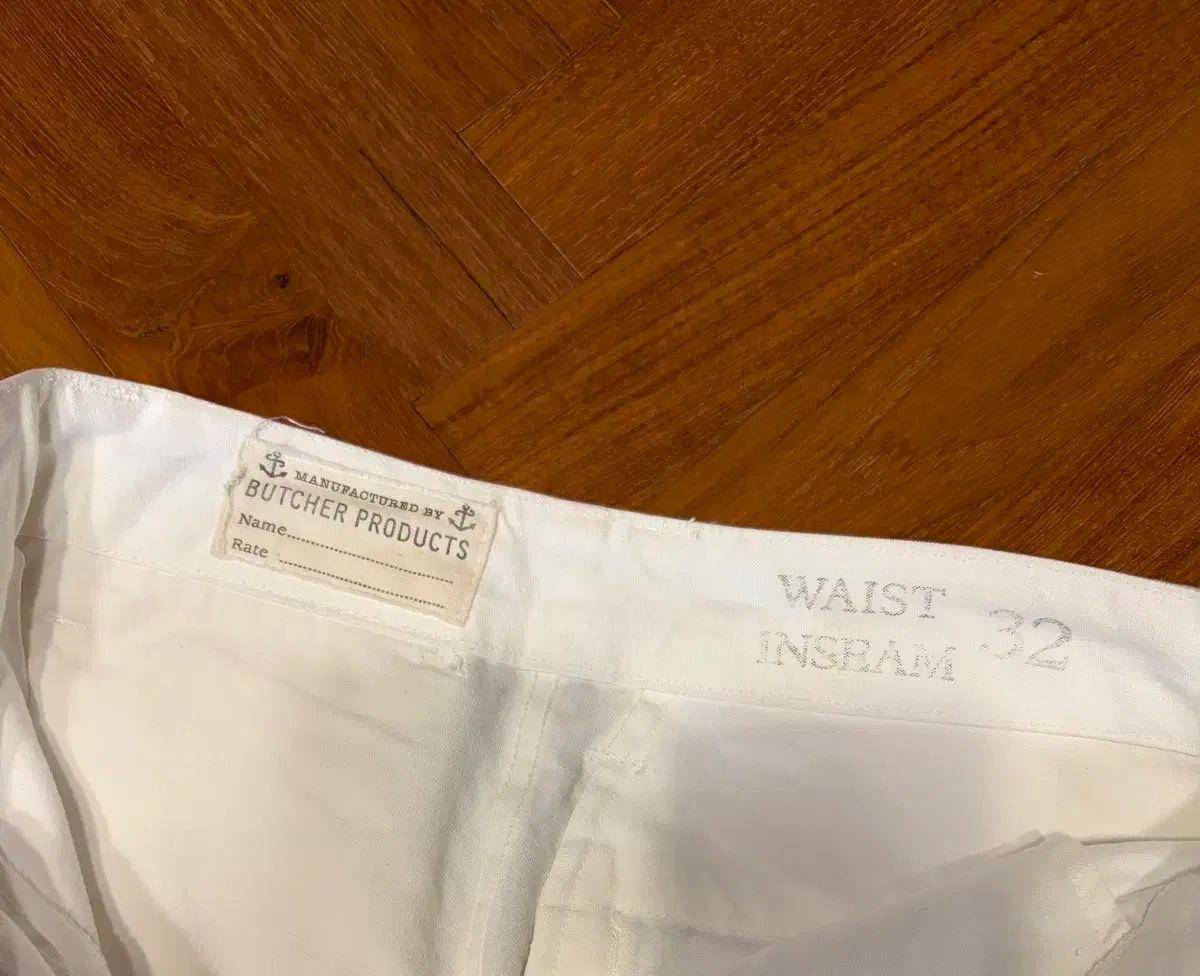 MANUFACTURED BY
BUTCHER PRODUCTS
Name
Rate
WAIST 32
INSEAM